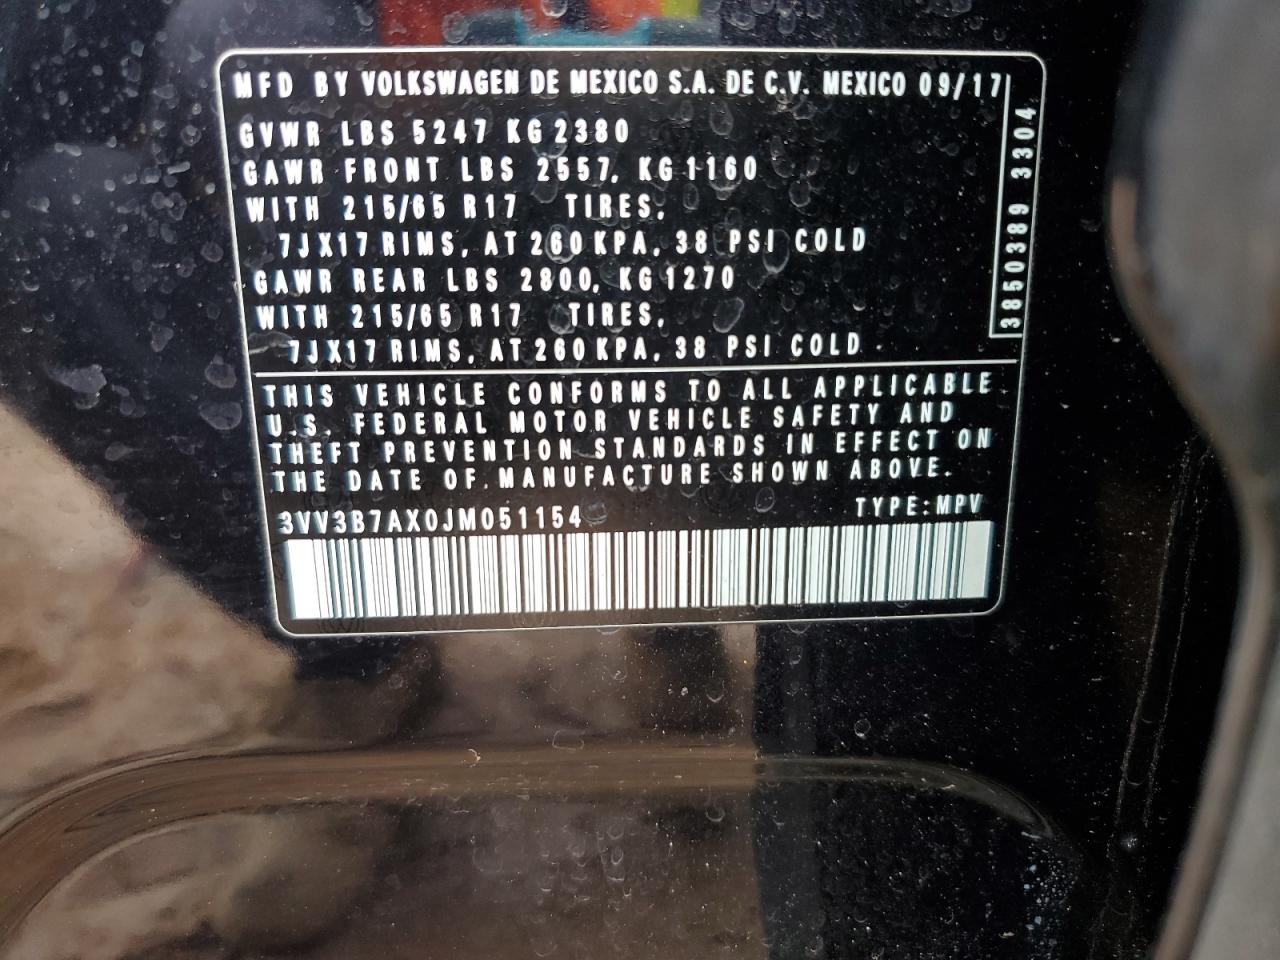 MFD BY VOLKSWAGEN DE MEXICO S.A. DE C.V. MEXICO 09/17
GVWR LBS 5247 KG 2380
GAWR FRONT LBS 2557, KG 1160
WITH 215/65 R17 TIRES,
7JX17 RIMS, AT 260 KPA, 38 PSI COLD
GAWR REAR LBS 2800, KG 1270
WITH 215/65 R17 TIRES,
7JX17 RIMS, AT 260 KPA, 38 PSI COLD
3850389 3304
THIS VEHICLE CONFORMS TO ALL APPLICABLE
U.S. FEDERAL MOTOR VEHICLE SAFETY AND
THEFT PREVENTION STANDARDS IN EFFECT ON
THE DATE OF MANUFACTURE SHOWN ABOVE.
3VV3B7AX0JM051154 TYPE: MPV